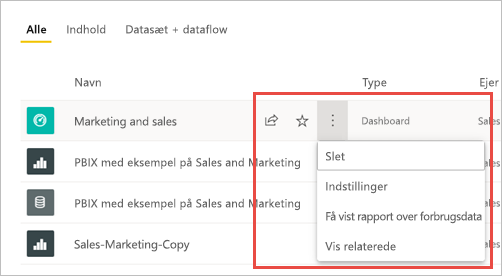 Alle Indhold Datasæt + dataflow
Navn Type Ejer
Marketing and sales Dashboard Sales
PBIX med eksempel på Sales and Marketing
Slet
Indstillinger
PBIX med eksempel på Sales and Marketing
Få vist rapport over forbrugsdata
Sales-Marketing-Copy
Vis relaterede
Sales